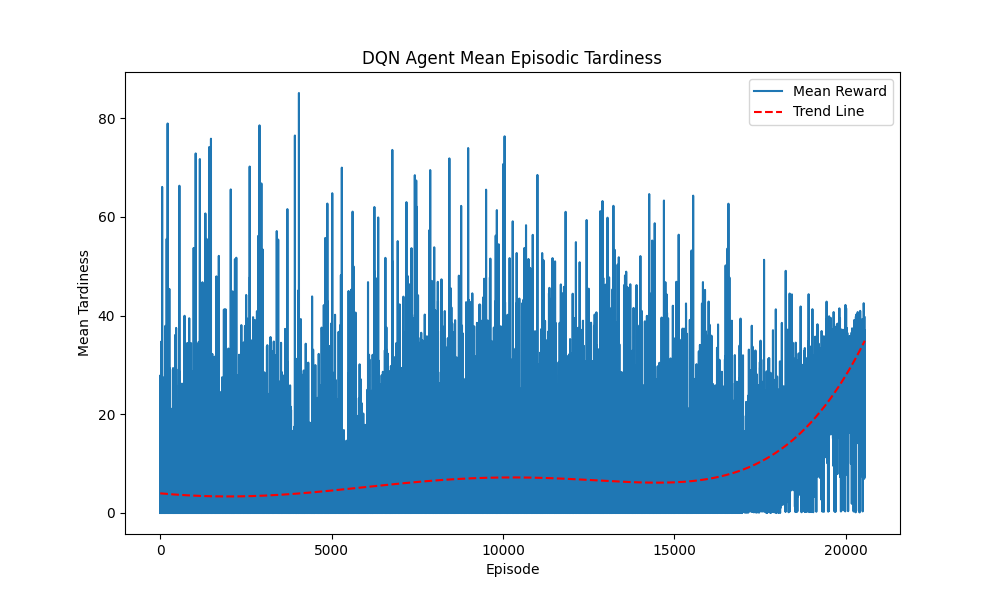 DQN Agent Mean Episodic Tardiness
Mean Reward
Trend Line
Mean Tardiness
80
60
40
20
0
0 5000 10000 15000 20000
Episode